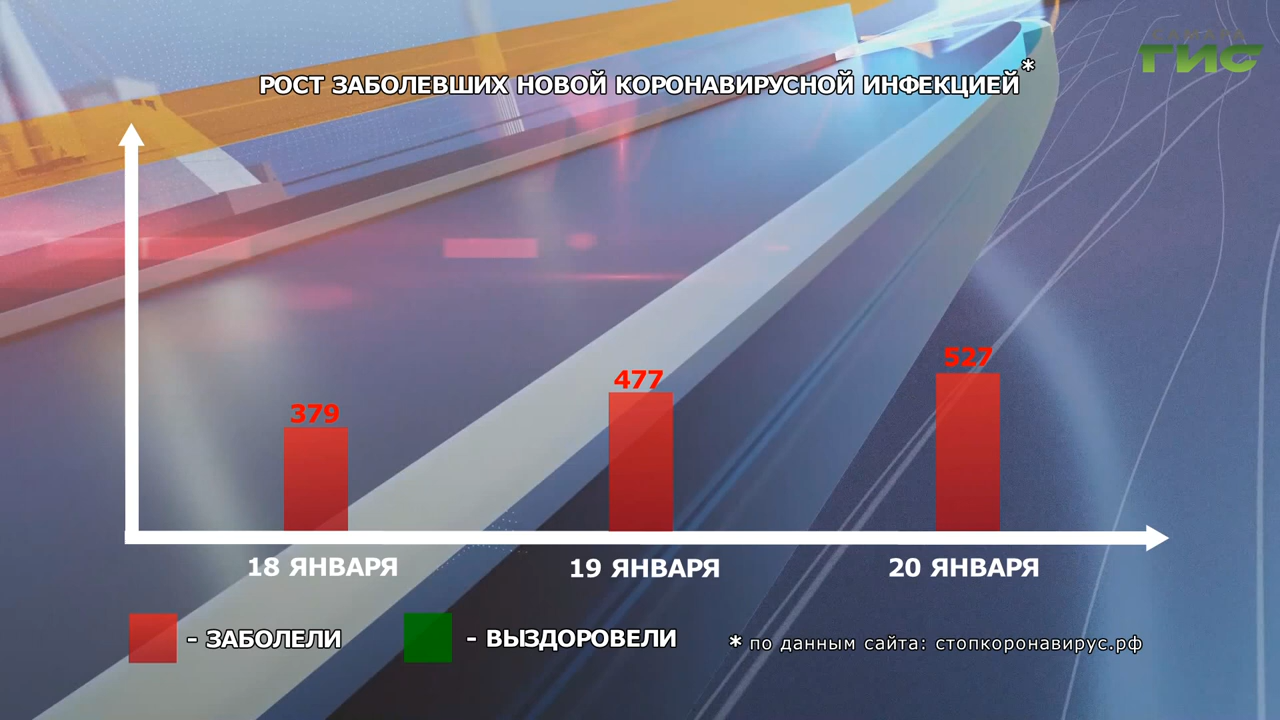 САМАРА
ГИС
РОСТ ЗАБОЛЕВШИХ НОВОЙ КОРОНАВИРУСНОЙ ИНФЕКЦИЕЙ*
379
477
527
18 ЯНВАРЯ
19 ЯНВАРЯ
20 ЯНВАРЯ
- ЗАБОЛЕЛИ
- ВЫЗДОРОВЕЛИ
* по данным сайта: стопкоронавирус.рф